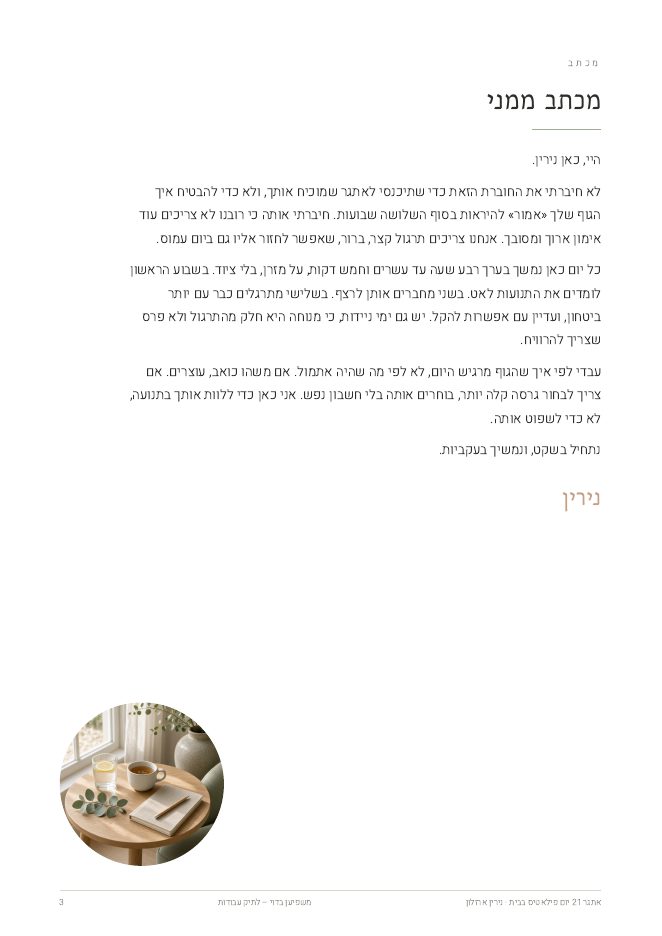 מכתב
מכתב ממני
היי, כאן נירין.
לא חיברתי את החוברת הזאת כדי שתיכנסי לאתגר שמוכיח אותך, ולא כדי להבטיח איך
הגוף שלך «אמור» להיראות בסוף השלושה שבועות. חיברתי אותה כי רובנו לא צריכים עוד
אימון ארוך ומסובך. אנחנו צריכים תרגול קצר, ברור, שאפשר לחזור אליו גם ביום עמוס.
כל יום כאן נמשך בערך רבע שעה עד עשרים וחמש דקות, על מזרן, בלי ציוד. בשבוע הראשון
לומדים את התנועות לאט. בשני מחברים אותן לרצף. בשלישי מתרגלים כבר עם יותר
ביטחון, ועדיין עם אפשרות להקל. יש גם ימי ניידות, כי מנוחה היא חלק מהתרגול ולא פרס
שצריך להרוויח.
עבדי לפי איך שהגוף מרגיש היום, לא לפי מה שהיה אתמול. אם משהו כואב, עוצרים. אם
צריך לבחור גרסה קלה יותר, בוחרים אותה בלי חשבון נפש. אני כאן כדי ללוות אותך בתנועה,
לא כדי לשפוט אותה.
נתחיל בשקט, ונמשיך בעקביות.
נירין
אתגר 21 יום פילאטיס בבית · נירין
משפיען בדוי – לתיק עבודות
3